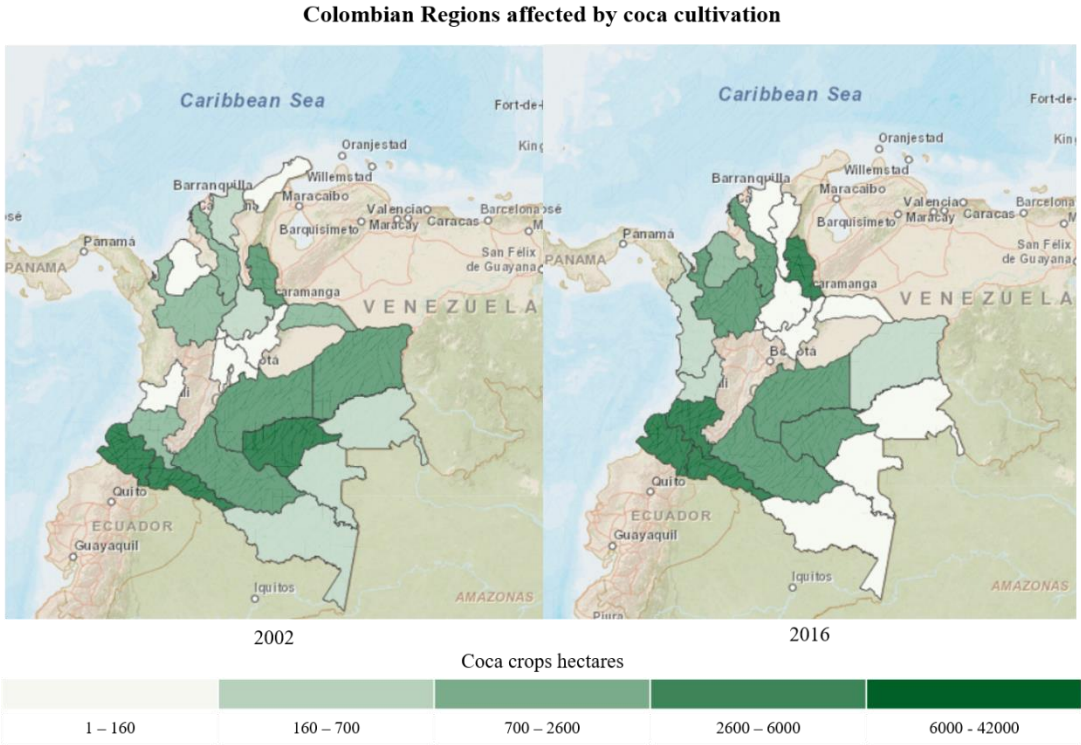 Colombian Regions affected by coca cultivation
Caribbean Sea
Fort-de-
Oranjestad
King
Willemstad
Barranquilla
Maracaibo
Valencia
Barcelona
Caracas
Barquisimeto
Maracay
Panamá
San Félix
de Guayana
PANAMA
aramanga
VENEZUELA
otá
Quito
ECUADOR
Guayaquil
Iquitos
AMAZONAS
2002
Caribbean Sea
Fort-de-
Oranjestad
King
Willemstad
Barranquilla
Maracaibo
Valencia
Barcelona
Caracas
Barquisimeto
Maracay
Panamá
San Félix
de Guayana
PANAMA
aramanga
VENEZUELA
Bogotá
Quito
ECUADOR
Guayaquil
Iquitos
AMAZONAS
Piura
2016
Coca crops hectares
1 – 160
160 – 700
700 – 2600
2600 – 6000
6000 - 42000